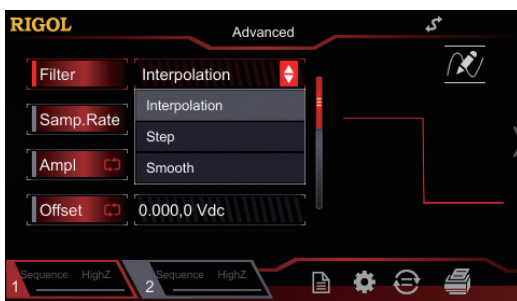 RIGOL
Advanced
Filter
Interpolation
Interpolation
Samp.Rate
Step
Ampl
Smooth
Offset
0.000,0 Vdc
Sequence HighZ
1
Sequence HighZ
2